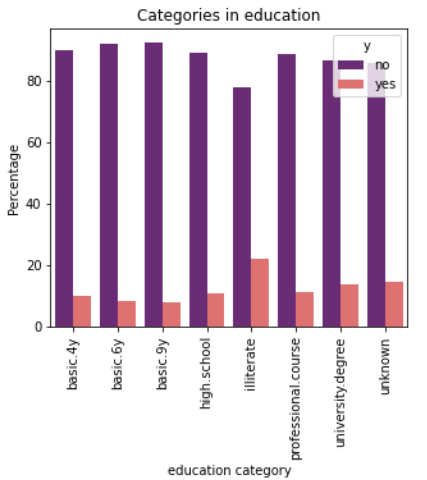 Categories in education
y
no
yes
Percentage
80
60
40
20
0
basic.4y
basic.6y
basic.9y
high.school
illiterate
professional.course
university.degree
unknown
education category